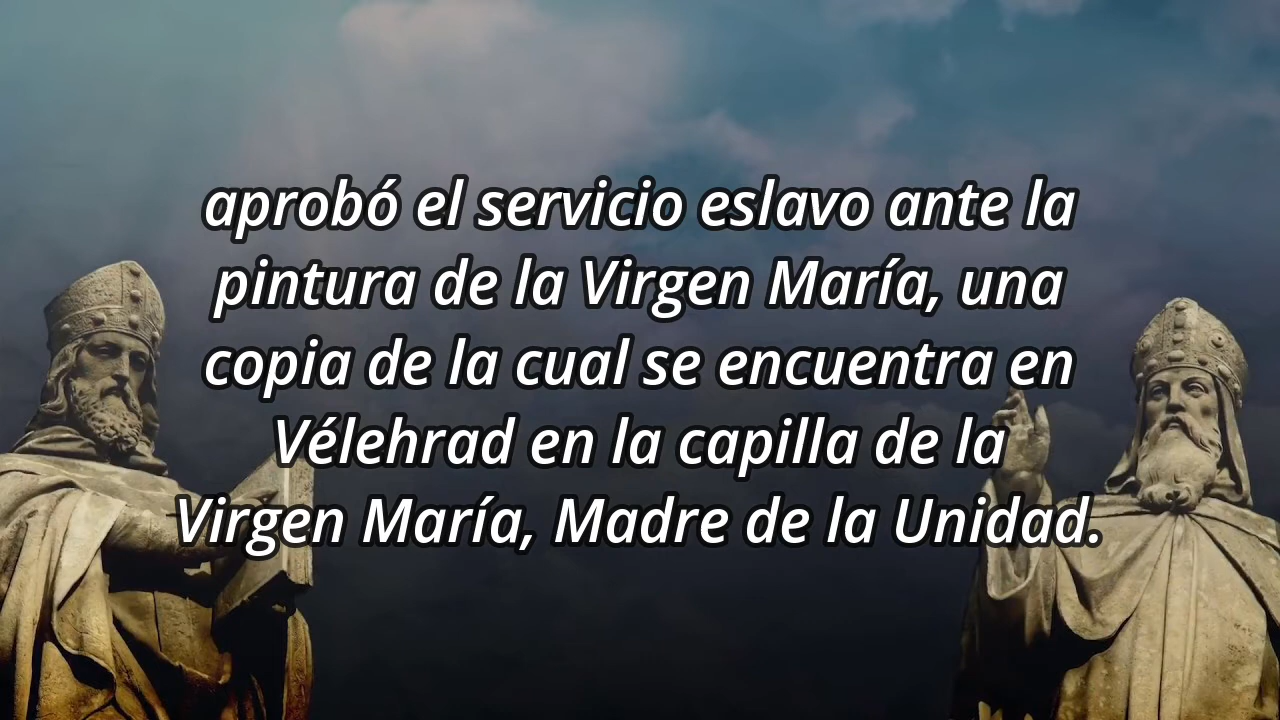 aprobó el servicio eslavo ante la
pintura de la Virgen María, una
copia de la cual se encuentra en
Vélehrad en la capilla de la
Virgen María, Madre de la Unidad.